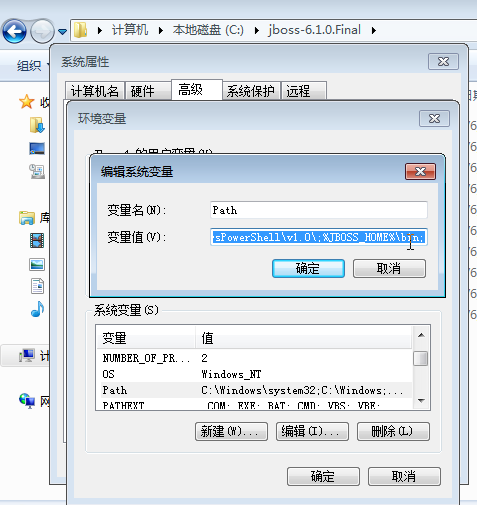 计算机 本地磁盘 (C:) jboss-6.1.0.Final
组织
系统属性
计算机名 硬件 高级 系统保护 远程
环境变量
编辑系统变量
变量名(N): Path
变量值(V): sPowerShell\v1.0\;%JBOSS_HOME%\bin;
确定 取消
系统变量(S)
变量 值
NUMBER_OF_PR... 2
OS Windows_NT
Path C:\Windows\system32;C:\Windows;...
PATHEXT .COM;.EXE;.BAT;.CMD;.VBS;.VBE;
新建(W)... 编辑(I)... 删除(L)
确定 取消
库